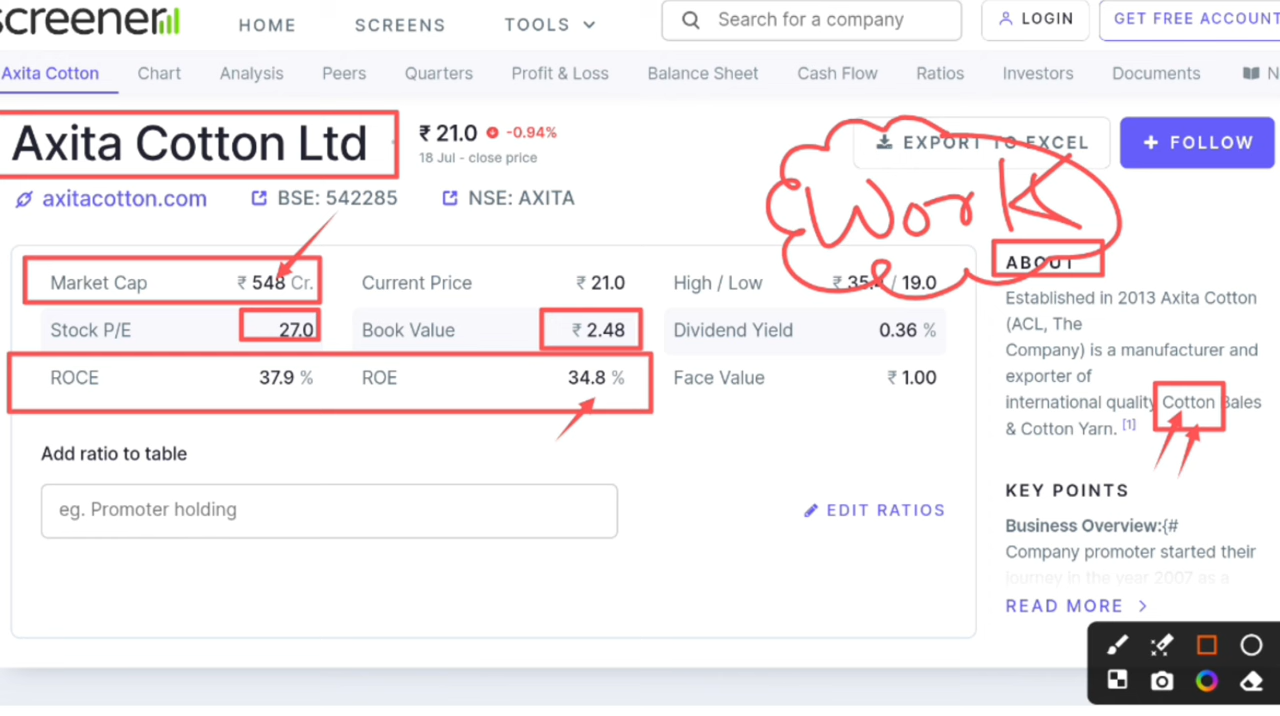 screener
HOME SCREENS TOOLS Search for a company LOGIN GET FREE ACCOUNT
Axita Cotton Chart Analysis Peers Quarters Profit & Loss Balance Sheet Cash Flow Ratios Investors Documents N
Axita Cotton Ltd
₹ 21.0 -0.94%
18 Jul - close price
EXPORT TO EXCEL
+ FOLLOW
axitacotton.com BSE: 542285 NSE: AXITA
Work
Market Cap ₹ 548 Cr. Current Price ₹ 21.0 High / Low / 19.0
Stock P/E 27.0 Book Value ₹ 2.48 Dividend Yield 0.36 %
ROCE 37.9 % ROE 34.8 % Face Value ₹ 1.00
Add ratio to table
eg. Promoter holding
EDIT RATIOS
ABOUT
Established in 2013 Axita Cotton
(ACL, The
Company) is a manufacturer and
exporter of
international quality Cotton Bales
& Cotton Yarn. [1]
KEY POINTS
Business Overview:{#
Company promoter started their
journey in the year 2007 as a
READ MORE >